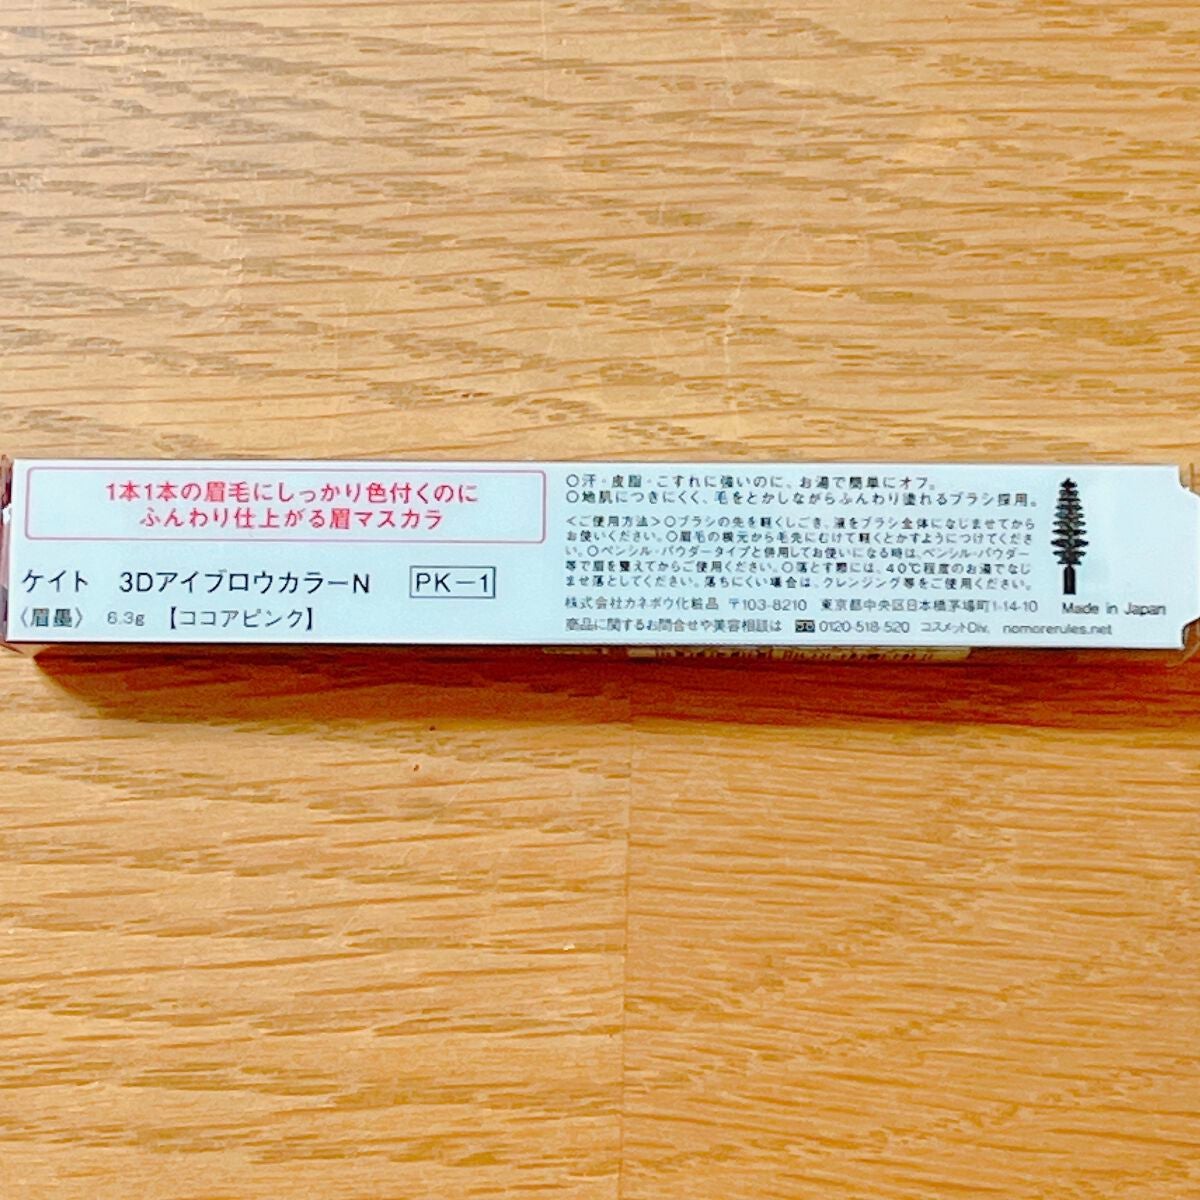 1本1本の眉毛にしっかり色付くのに
ふんわり仕上がる眉マスカラ
ケイト 3DアイブロウカラーN PK-1
〈眉墨〉 6.3g 【ココアピンク】
○汗・皮脂・こすれに強いのに、お湯で簡単にオフ。
○地肌につきにくく、毛をとかしながらふんわり塗れるブラシ採用。
<ご使用方法>○ブラシの先を軽くしごき、液をブラシ全体になじませてから
お使いください。○眉毛の根元から毛先にむけて軽くとかすようにつけてくださ
い。○ペンシル・パウダータイプと併用してお使いになる時は、ペンシル・パウダー
等で眉を整えてからご使用ください。○落とす際には、40℃程度のお湯でなじ
ませ落としてください。落ちにくい場合は、クレンジング等をご使用ください。
株式会社カネボウ化粧品 〒103-8210 東京都中央区日本橋茅場町1-14-10
商品に関するお問合せや美容相談は 0120-518-520 コスメットDiv. nomorerules.net
Made in Japan